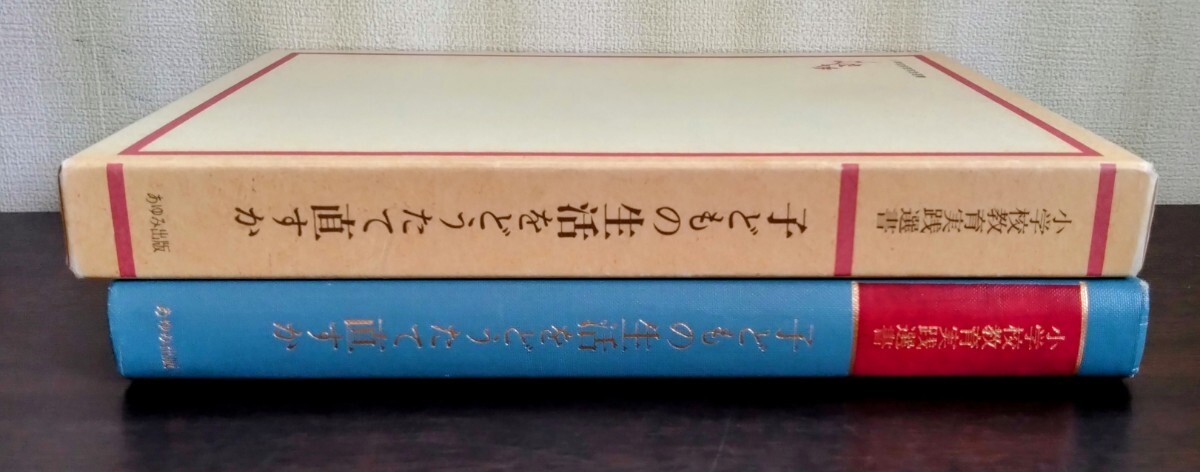 小学校教育実践選書
子どもの生活をどうたて直すか
あゆみ出版
小学校教育実践選書
子どもの生活をどうたて直すか
あゆみ出版